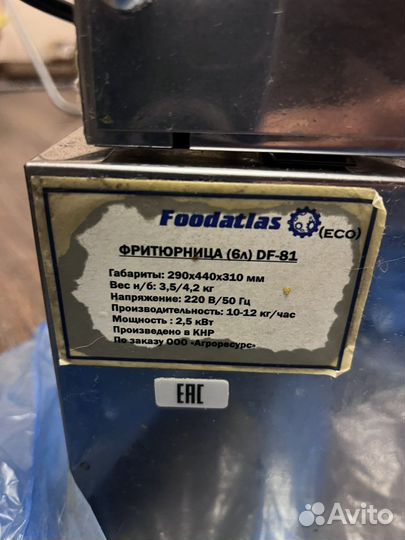 Foodatlas (ECO)
ФРИТЮРНИЦА (6л) DF-81
Габариты: 290х440х310 мм
Вес н/б: 3,5/4,2 кг
Напряжение: 220 В/50 Гц
Производительность: 10-12 кг/час
Мощность : 2,5 кВт
Произведено в КНР
По заказу ООО «Агроресурс»
EAC
Avito